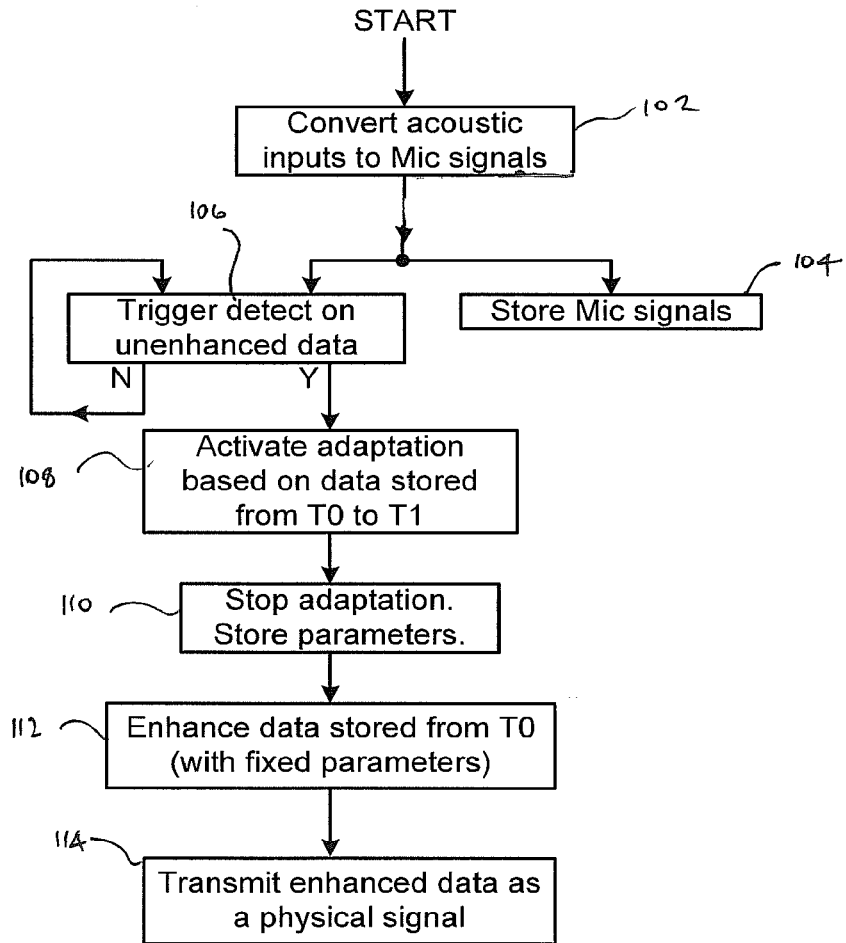 START
102
Convert acoustic
inputs to Mic signals
106
104
Trigger detect on
unenhanced data
Store Mic signals
N
Y
108
Activate adaptation
based on data stored
from T0 to T1
110
Stop adaptation.
Store parameters.
112
Enhance data stored from T0
(with fixed parameters)
114
Transmit enhanced data as
a physical signal